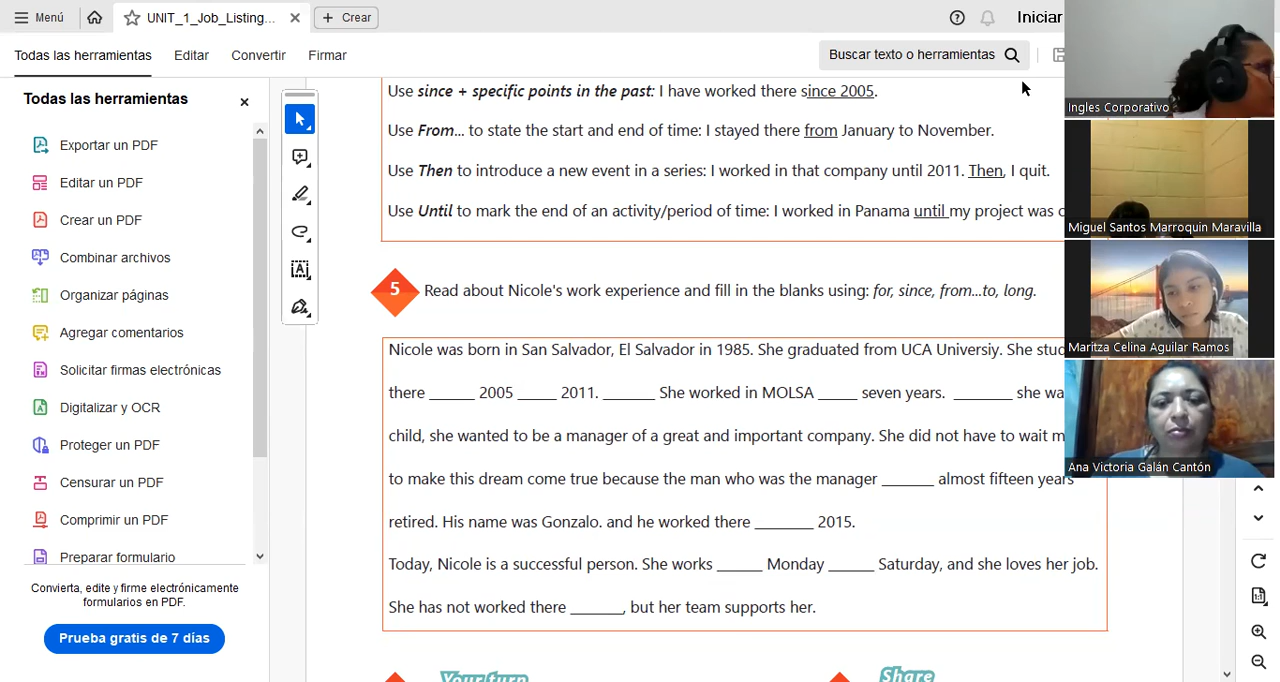 Menú
UNIT_1_Job_Listing...
Crear
Iniciar
Todas las herramientas
Editar
Convertir
Firmar
Buscar texto o herramientas
Todas las herramientas
Exportar un PDF
Editar un PDF
Crear un PDF
Combinar archivos
Organizar páginas
Agregar comentarios
Solicitar firmas electrónicas
Digitalizar y OCR
Proteger un PDF
Censurar un PDF
Comprimir un PDF
Preparar formulario
Convierta, edite y firme electrónicamente
formularios en PDF.
Prueba gratis de 7 días
Use since + specific points in the past: I have worked there since 2005.
Use From... to state the start and end of time: I stayed there from January to November.
Use Then to introduce a new event in a series: I worked in that company until 2011. Then, I quit.
Use Until to mark the end of an activity/period of time: I worked in Panama until my project was
5 Read about Nicole's work experience and fill in the blanks using: for, since, from...to, long.
Nicole was born in San Salvador, El Salvador in 1985. She graduated from UCA Universiy. She
there ______ 2005 _____ 2011. _______ She worked in MOLSA _____ seven years. ________ she
child, she wanted to be a manager of a great and important company. She did not have to wait
to make this dream come true because the man who was the manager _______ almost fifteen years
retired. His name was Gonzalo. and he worked there ________ 2015.
Today, Nicole is a successful person. She works ______ Monday ______ Saturday, and she loves her job.
She has not worked there _______, but her team supports her.
Your turn
Share
Ingles Corporativo
Miguel Santos Marroquin Maravilla
Maritza Celina Aguilar Ramos
Ana Victoria Galán Cantón